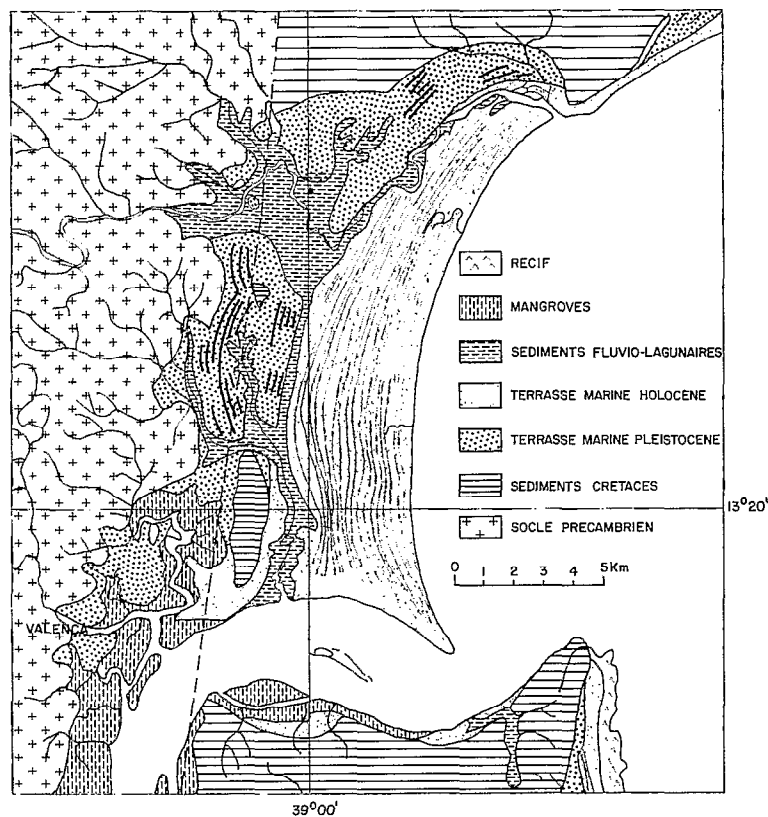 RECIF
MANGROVES
SEDIMENTS FLUVIO-LAGUNAIRES
TERRASSE MARINE HOLOCENE
TERRASSE MARINE PLEISTOCENE
SEDIMENTS CRETACES
13°20'
SOCLE PRECAMBRIEN
0 1 2 3 4 5Km
VALENÇA
39°00'